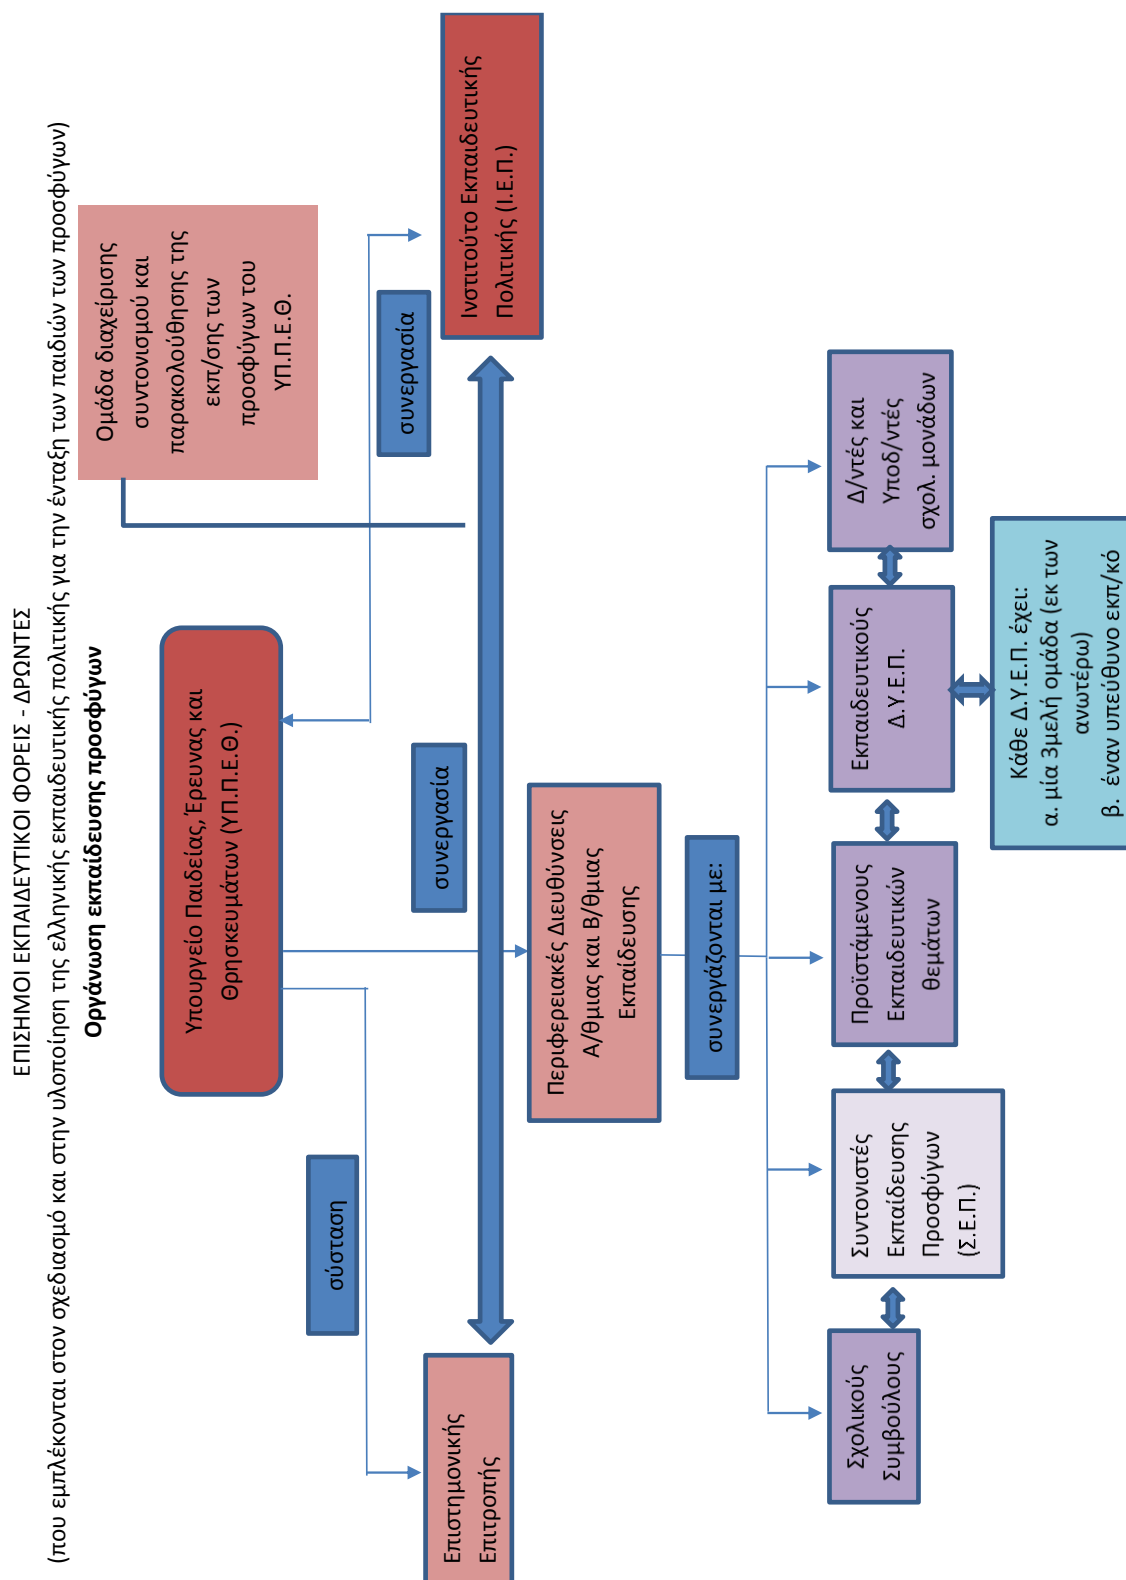 ΕΠΙΣΗΜΟΙ ΕΚΠΑΙΔΕΥΤΙΚΟΙ ΦΟΡΕΙΣ - ΔΡΩΝΤΕΣ
(που εμπλέκονται στον σχεδιασμό και στην υλοποίηση της ελληνικής εκπαιδευτικής πολιτικής για την ένταξη των παιδιών των προσφύγων)
Οργάνωση εκπαίδευσης προσφύγων
Ομάδα διαχείρισης
συντονισμού και
παρακολούθησης της
εκπ/σης των
προσφύγων του
ΥΠ.Π.Ε.Θ.
Υπουργείο Παιδείας, Έρευνας και
Θρησκευμάτων (ΥΠ.Π.Ε.Θ.)
σύσταση
συνεργασία
συνεργασία
Επιστημονικής
Επιτροπής
Ινστιτούτο Εκπαιδευτικής
Πολιτικής (Ι.Ε.Π.)
Περιφερειακές Διευθύνσεις
Α/θμιας και Β/θμιας
Εκπαίδευσης
συνεργάζονται με:
Σχολικούς
Συμβούλους
Συντονιστές
Εκπαίδευσης
Προσφύγων
(Σ.Ε.Π.)
Προϊστάμενους
Εκπαιδευτικών
θεμάτων
Εκπαιδευτικούς
Δ.Υ.Ε.Π.
Δ/ντές και
Υποδ/ντές
σχολ. μονάδων
Κάθε Δ.Υ.Ε.Π. έχει:
α. μία 3μελή ομάδα (εκ των
ανωτέρω)
β. έναν υπεύθυνο εκπ/κό